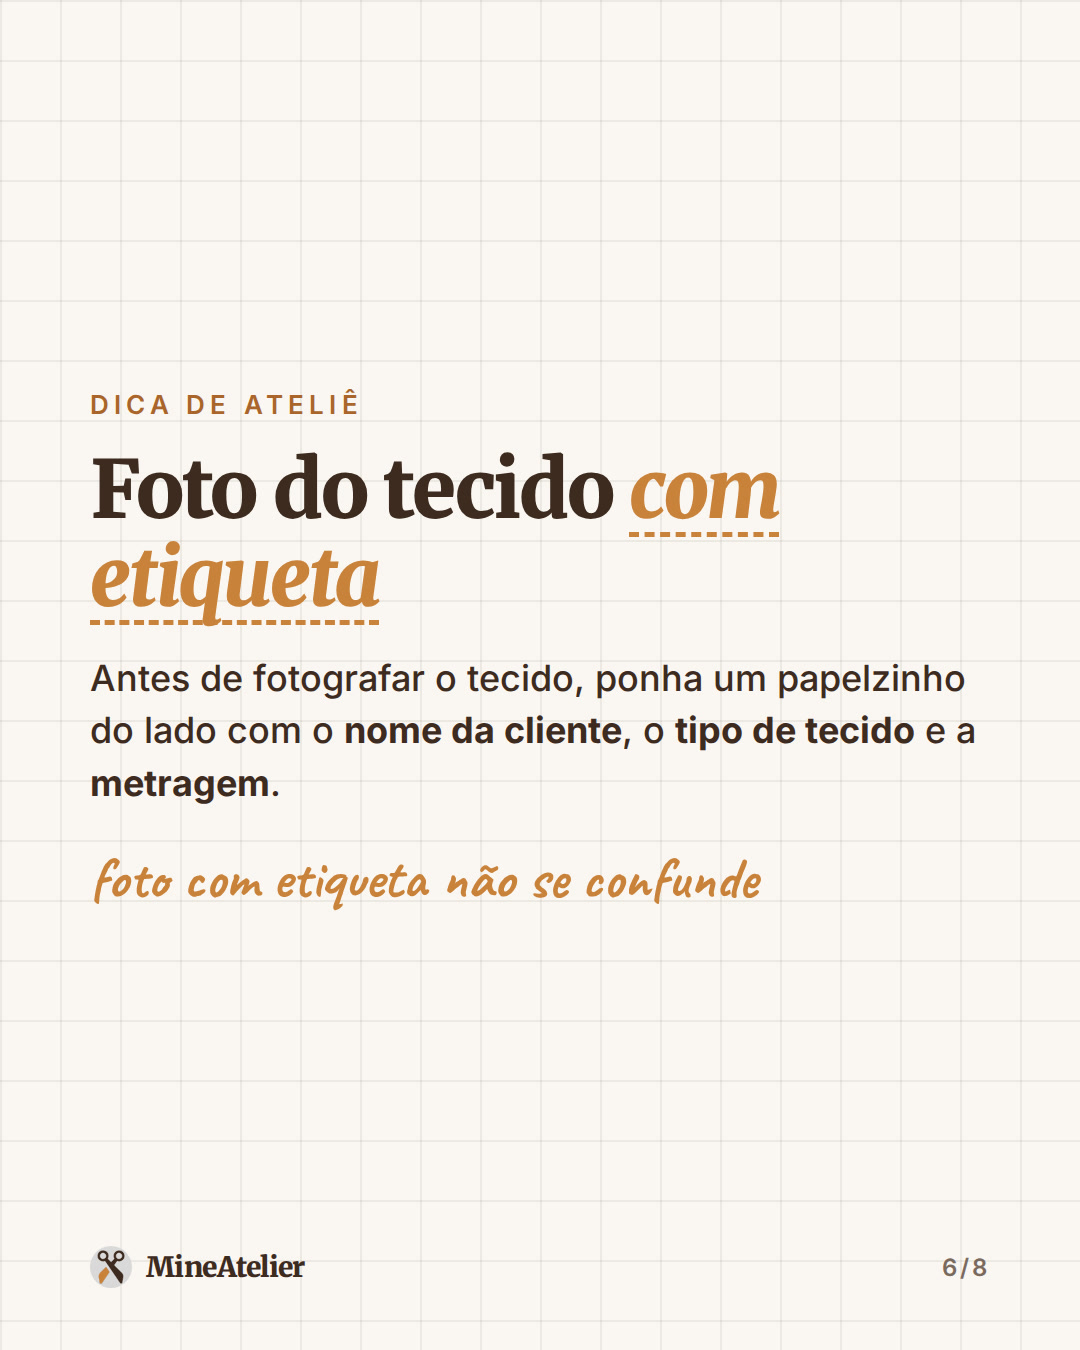 DICA DE ATELIÊ
Foto do tecido com
etiqueta
Antes de fotografar o tecido, ponha um papelzinho
do lado com o nome da cliente, o tipo de tecido e a
metragem.
foto com etiqueta não se confunde
MineAtelier
6/8